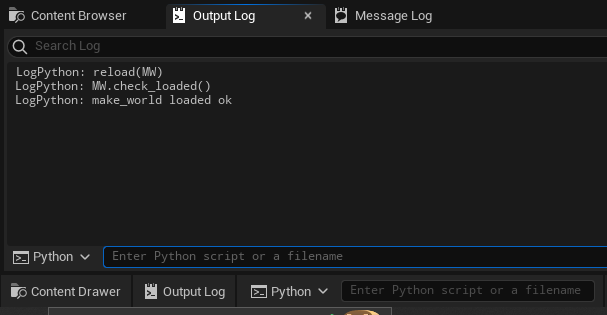 Content Browser
Output Log
Message Log
Search Log
LogPython: reload(MW)
LogPython: MW.check_loaded()
LogPython: make_world loaded ok
Python
Enter Python script or a filename
Content Drawer
Output Log
Python
Enter Python script or a filename